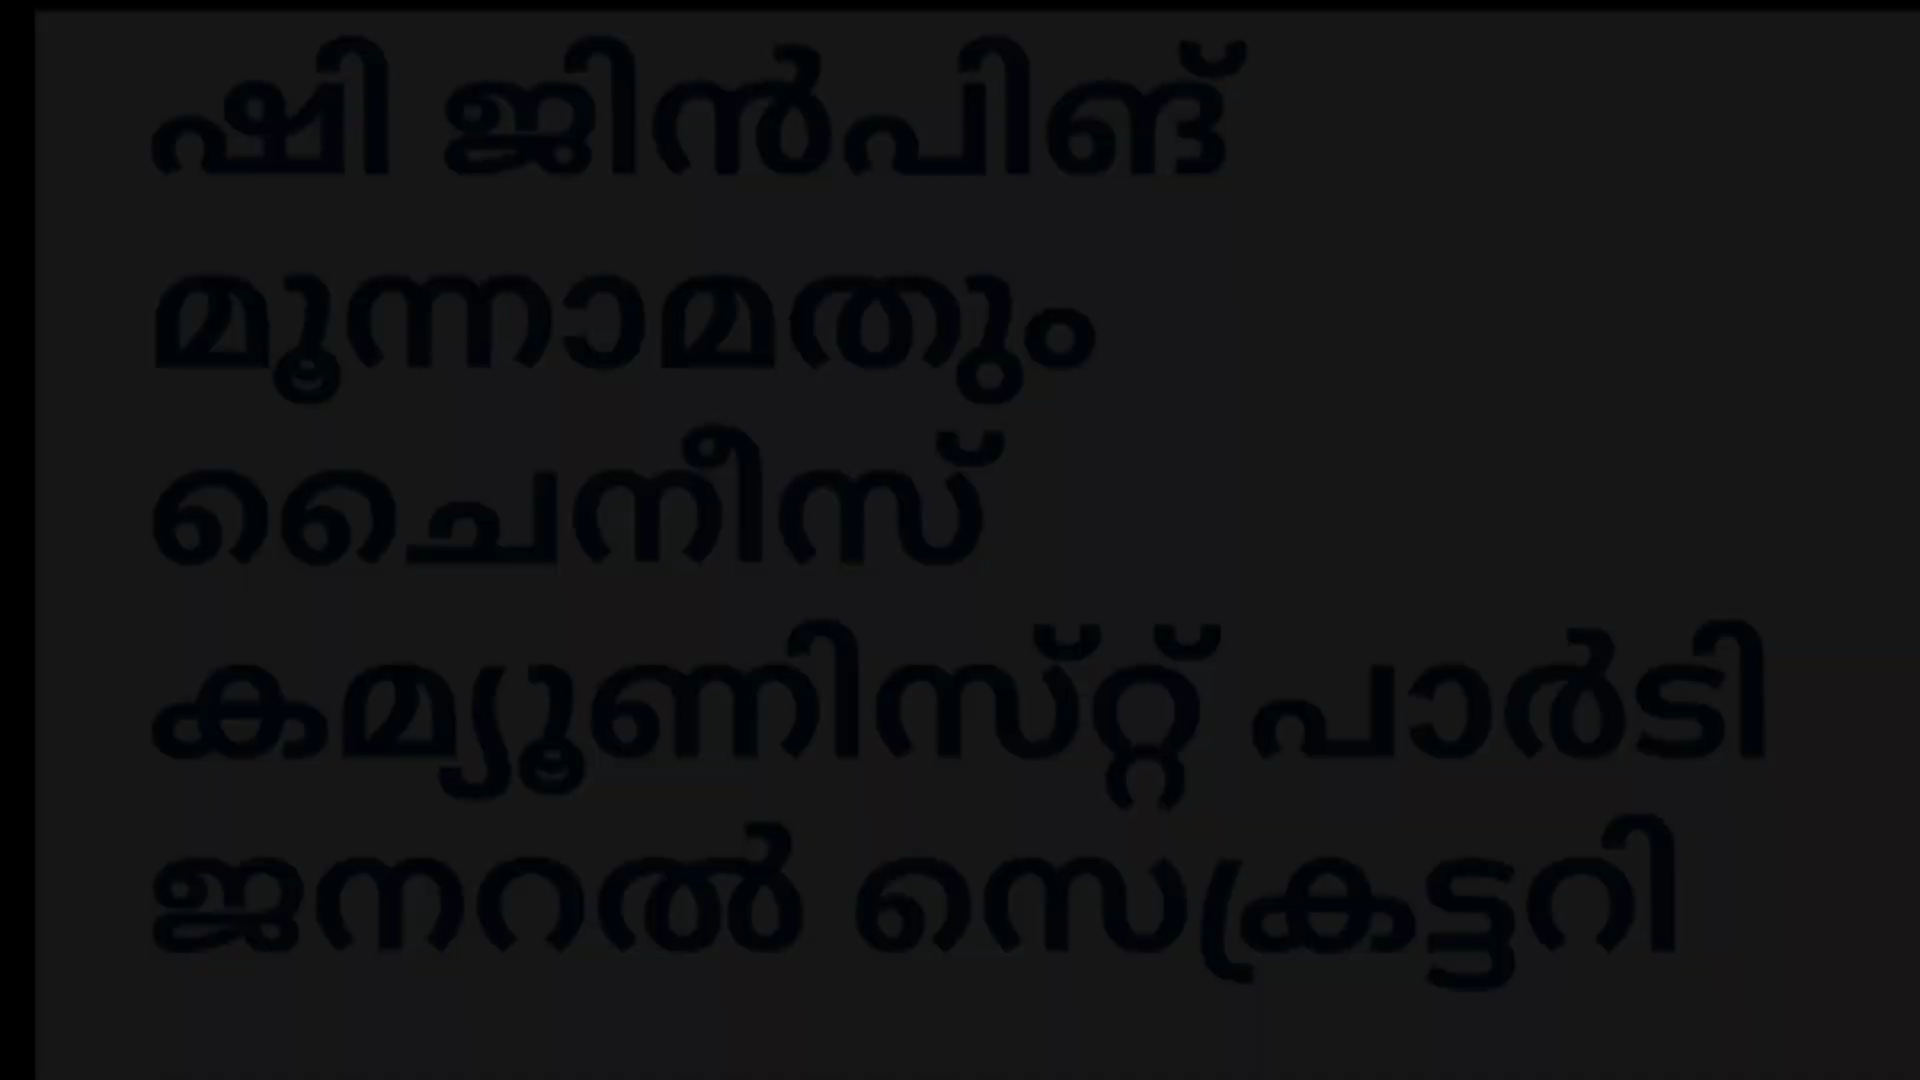 ഷി ജിൻപിങ്
മൂന്നാമതും
ചൈനീസ്
കമ്യൂണിസ്റ്റ് പാർടി
ജനറൽ സെക്രട്ടറി